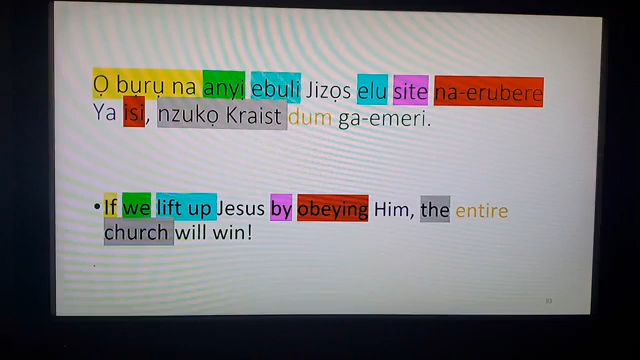 Ọ bụrụ na anyị ebuli Jizọs elu site na-erubere
Ya isi, nzukọ Kraist dum ga-emeri.
• If we lift up Jesus by obeying Him, the entire
church will win!
93